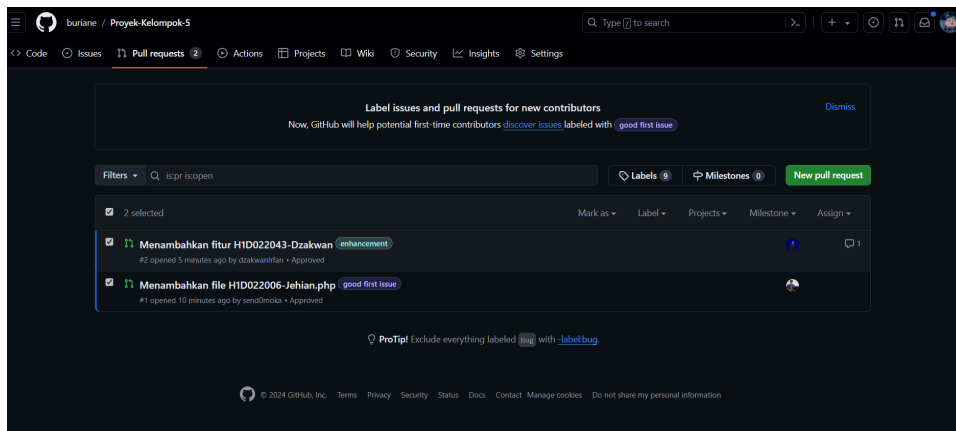 buriane / Proyek-Kelompok-5
Type / to search
Code Issues Pull requests 2 Actions Projects Wiki Security Insights Settings
Label issues and pull requests for new contributors
Dismiss
Now, GitHub will help potential first-time contributors discover issues labeled with good first issue
Filters is:pr is:open Labels 9 Milestones 0 New pull request
2 selected Mark as Label Projects Milestone Assign
Menambahkan fitur H1D022043-Dzakwan enhancement 1
#2 opened 5 minutes ago by dzakwanirfan • Approved
Menambahkan file H1D022006-Jehian.php good first issue
#1 opened 10 minutes ago by send0moka • Approved
ProTip! Exclude everything labeled bug with -label:bug.
© 2024 GitHub, Inc. Terms Privacy Security Status Docs Contact Manage cookies Do not share my personal information